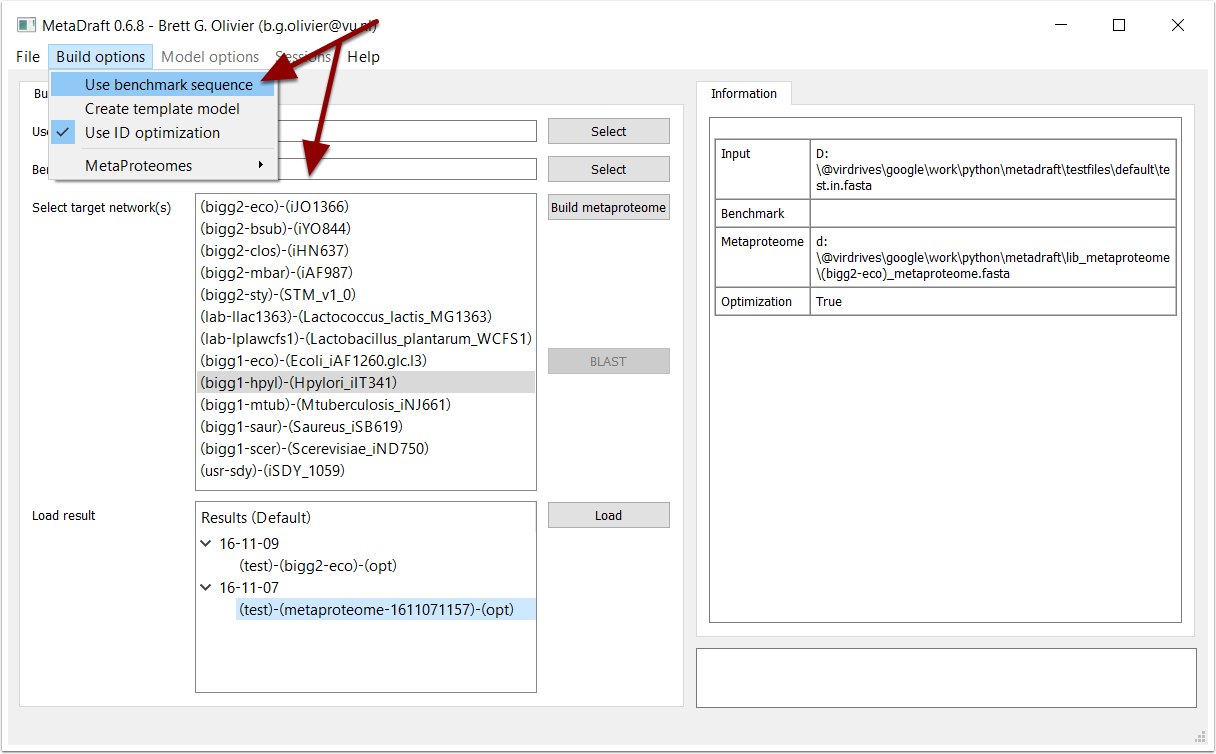 MetaDraft 0.6.8 - Brett G. Olivier (b.g.olivier@vu.nl)
File Build options Model options Sessions Help
Use benchmark sequence
Create template model
Use ID optimization
MetaProteomes
Bu
Use
Select
Ben
Select
Select target network(s)
(bigg2-eco)-(iJO1366)
(bigg2-bsub)-(iYO844)
(bigg2-clos)-(iHN637)
(bigg2-mbar)-(iAF987)
(bigg2-sty)-(STM_v1_0)
(lab-llac1363)-(Lactococcus_lactis_MG1363)
(lab-lplawcfs1)-(Lactobacillus_plantarum_WCFS1)
(bigg1-eco)-(Ecoli_iAF1260.glc.l3)
(bigg1-hpyl)-(Hpylori_iIT341)
(bigg1-mtub)-(Mtuberculosis_iNJ661)
(bigg1-saur)-(Saureus_iSB619)
(bigg1-scer)-(Scerevisiae_iND750)
(usr-sdy)-(iSDY_1059)
Build metaproteome
BLAST
Load result
Results (Default)
16-11-09
(test)-(bigg2-eco)-(opt)
16-11-07
(test)-(metaproteome-1611071157)-(opt)
Load
Information
Input D:
\@virdrives\google\work\python\metadraft\testfiles\default\te
st.in.fasta
Benchmark
Metaproteome d:
\@virdrives\google\work\python\metadraft\lib_metaproteome
\(bigg2-eco)_metaproteome.fasta
Optimization True